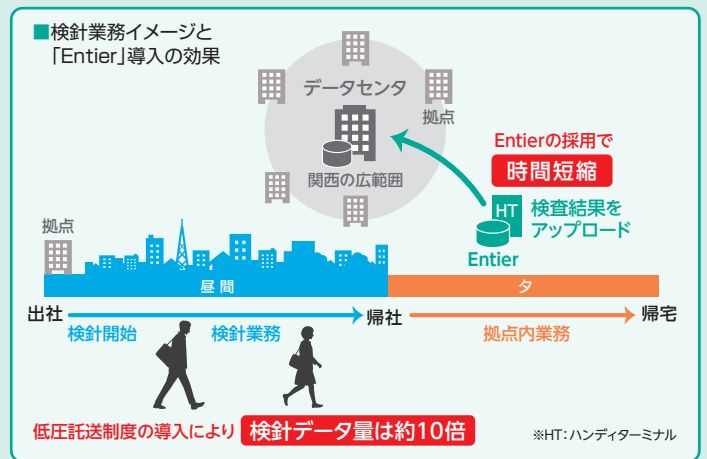 ■検針業務イメージと
「Entier」導入の効果
データセンタ
拠点
関西の広範囲
Entierの採用で
時間短縮
HT
検査結果を
アップロード
Entier
拠点
昼間
夕
出社
検針開始
検針業務
帰社
拠点内業務
帰宅
低圧託送制度の導入により 検針データ量は約10倍
※HT：ハンディターミナル